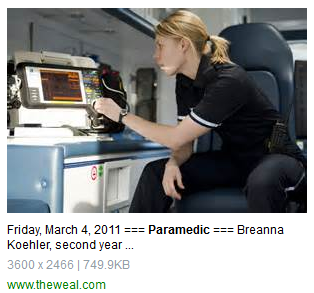 Friday, March 4, 2011 === Paramedic === Breanna
Koehler, second year ...
3600 x 2466 | 749.9KB
www.theweal.com